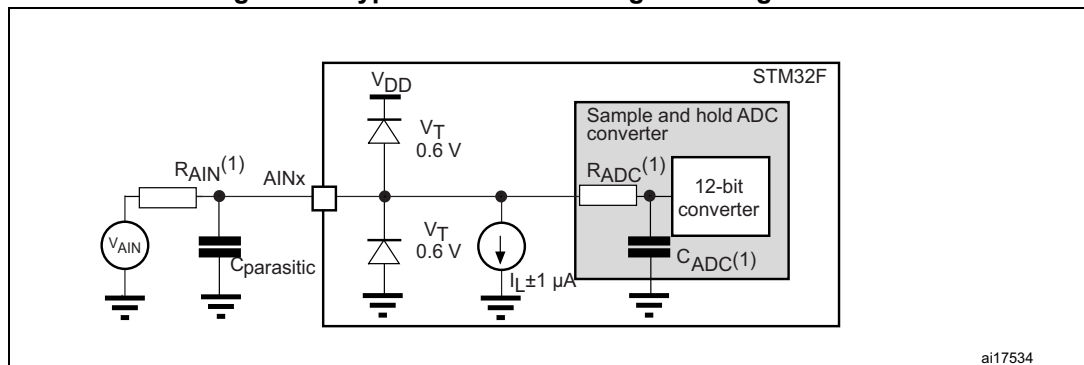 STM32F
VDD
VT
0.6 V
Sample and hold ADC
converter
RAIN(1)
AINx
RADC(1)
12-bit
converter
VAIN
Cparasitic
VT
0.6 V
IL±1 µA
CADC(1)
ai17534